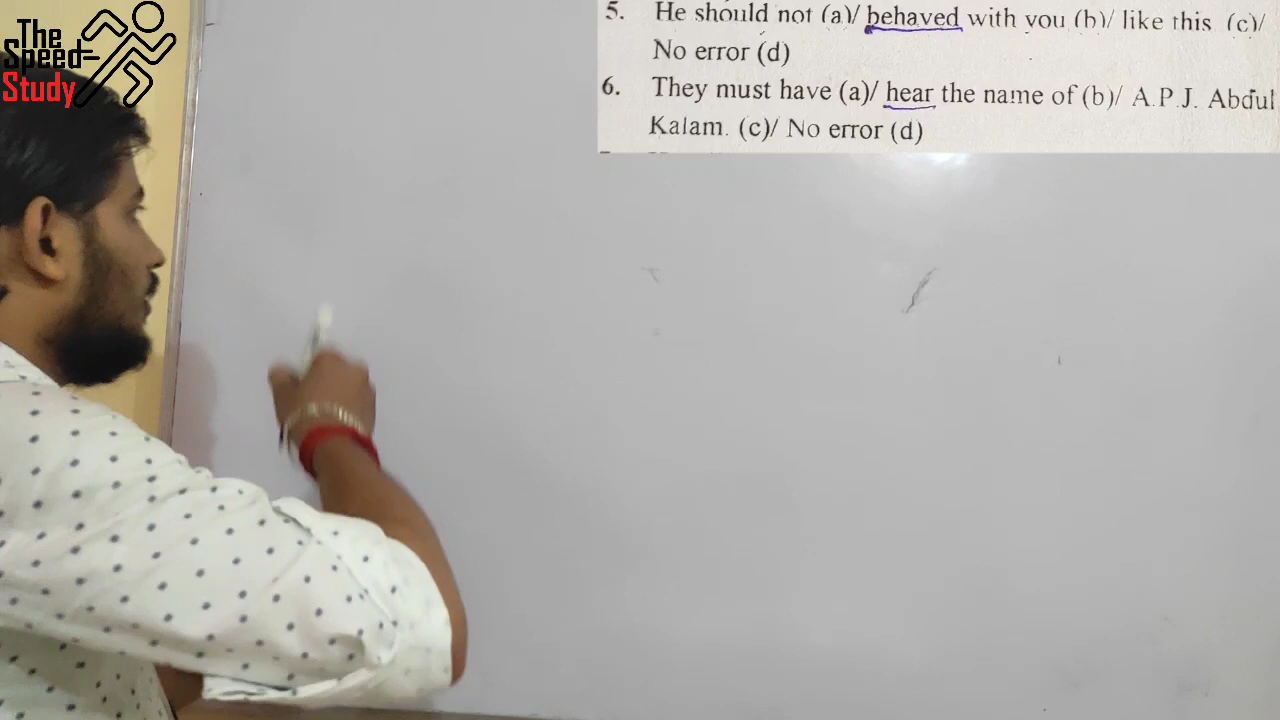 The
Speed
Study
5. He should not (a)/ behaved with you (b)/ like this (c)/
No error (d)
6. They must have (a)/ hear the name of (b)/ A.P.J. Abdul
Kalam. (c)/ No error (d)